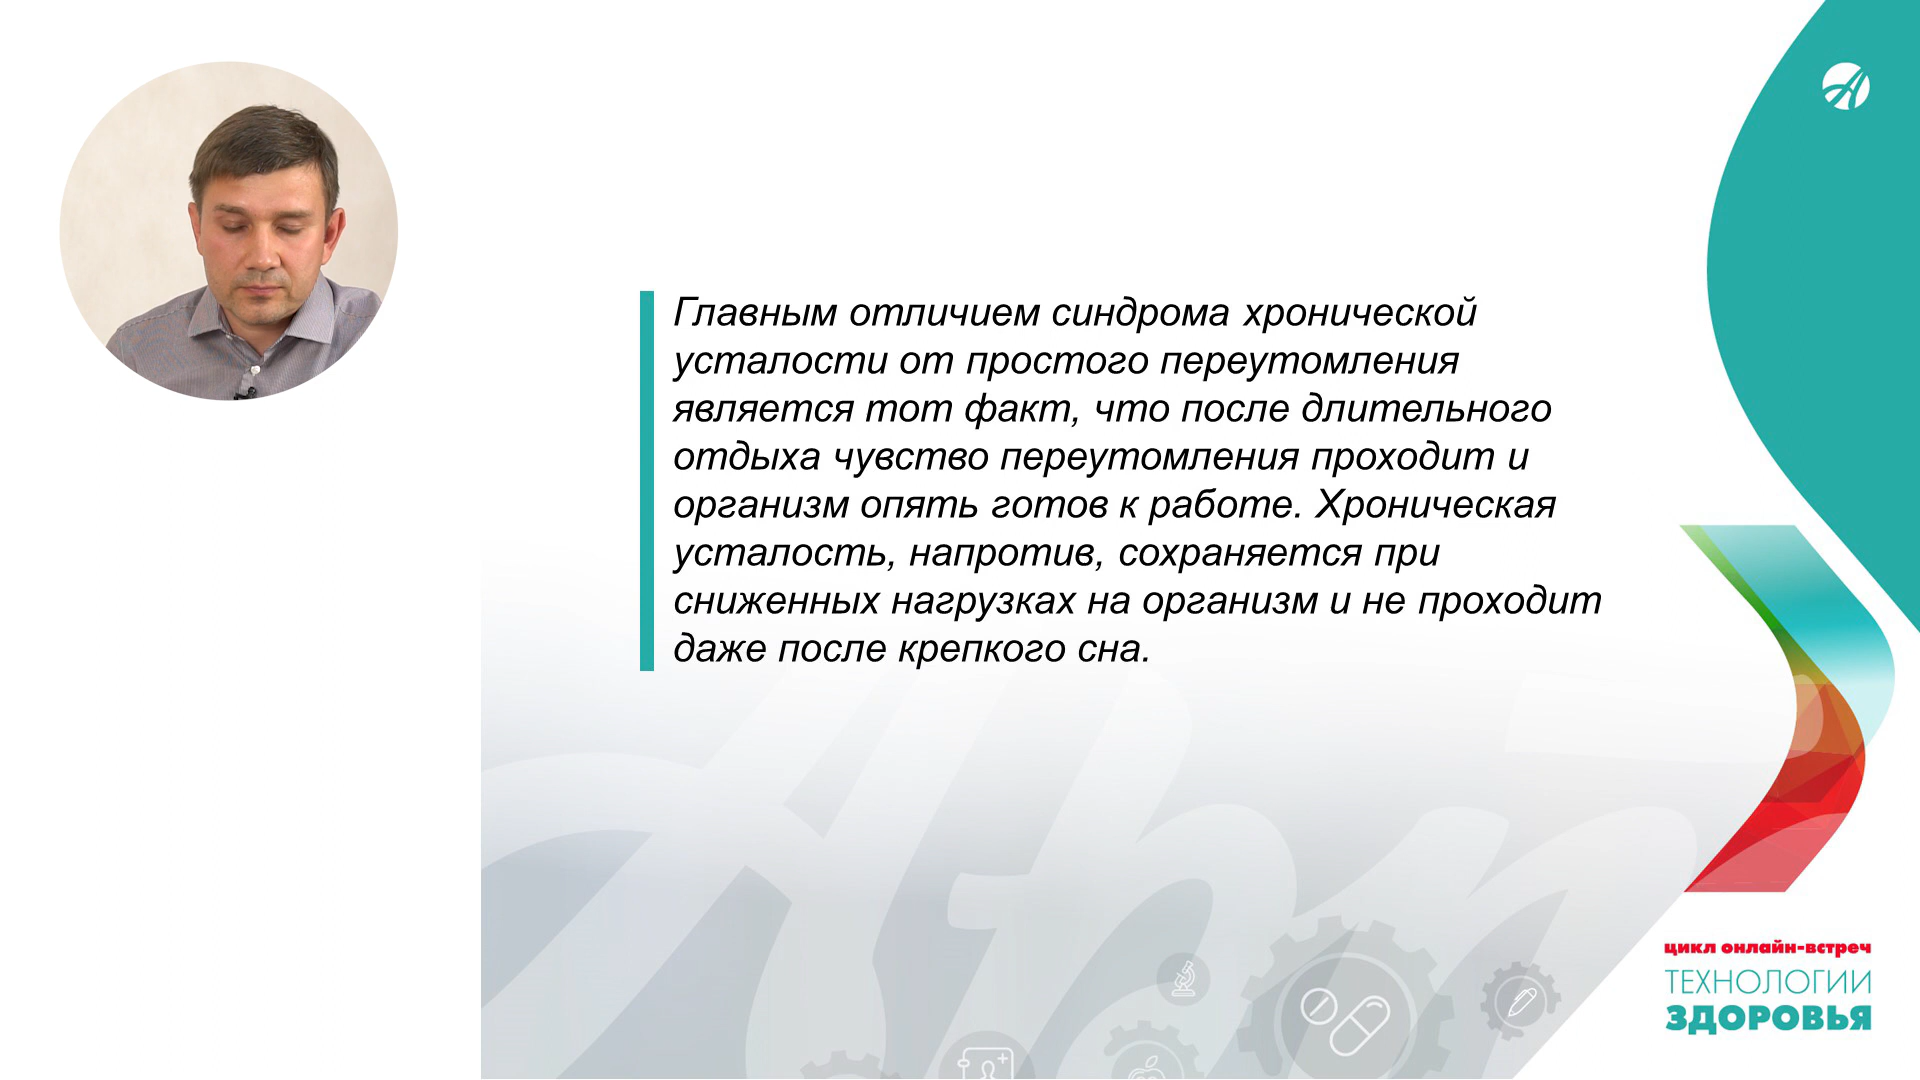 Главным отличием синдрома хронической
усталости от простого переутомления
является тот факт, что после длительного
отдыха чувство переутомления проходит и
организм опять готов к работе. Хроническая
усталость, напротив, сохраняется при
сниженных нагрузках на организм и не проходит
даже после крепкого сна.
цикл онлайн-встреч
ТЕХНОЛОГИИ
ЗДОРОВЬЯ